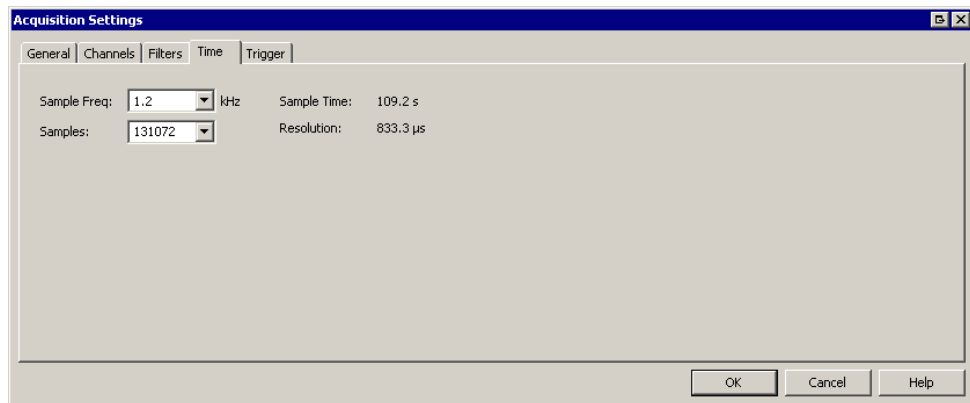 Acquisition Settings
General Channels Filters Time Trigger
Sample Freq: 1.2 kHz Sample Time: 109.2 s
Samples: 131072 Resolution: 833.3 µs
OK Cancel Help